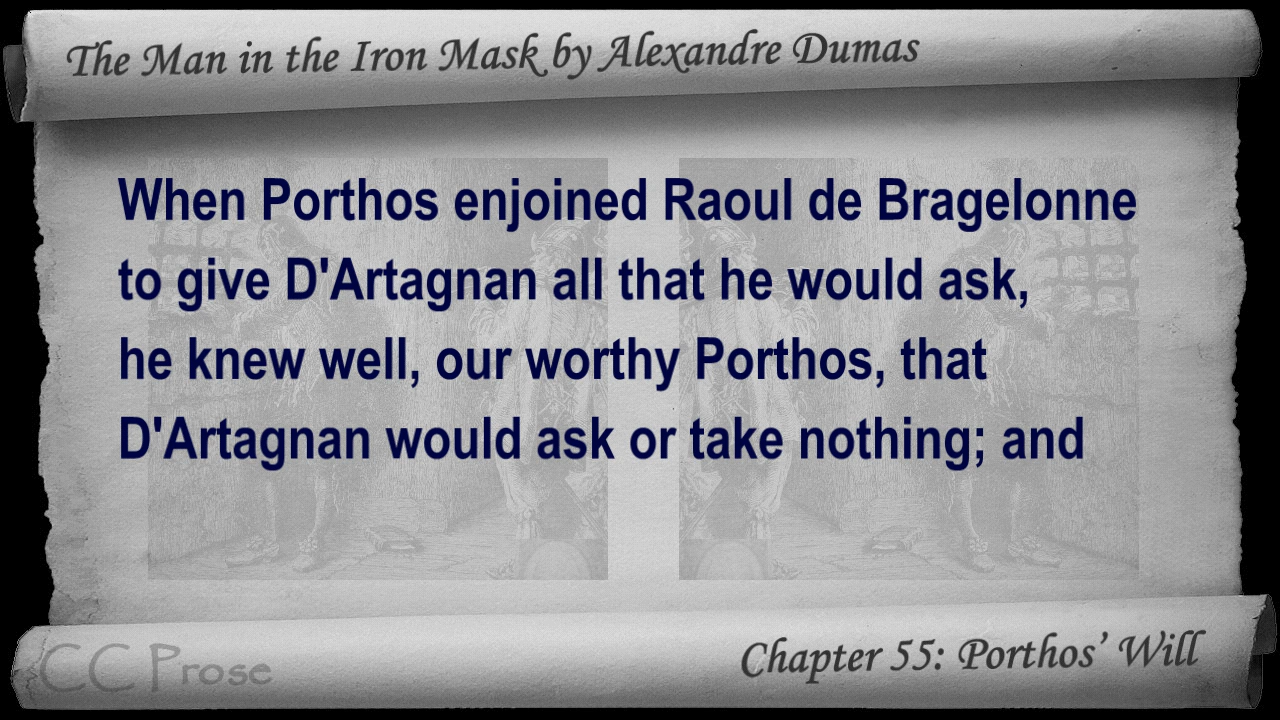 The Man in the Iron Mask by Alexandre Dumas
When Porthos enjoined Raoul de Bragelonne
to give D'Artagnan all that he would ask,
he knew well, our worthy Porthos, that
D'Artagnan would ask or take nothing; and
CC Prose
Chapter 55: Porthos’ Will